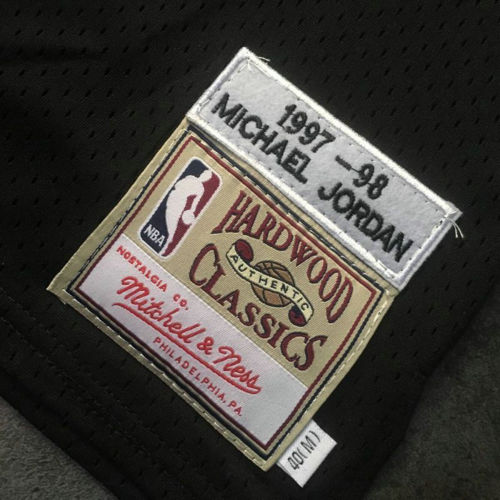 1997-98
MICHAEL JORDAN
NBA
HARDWOOD
AUTHENTIC
CLASSICS
NOSTALGIA CO.
Mitchell & Ness
PHILADELPHIA, PA.
40(M)